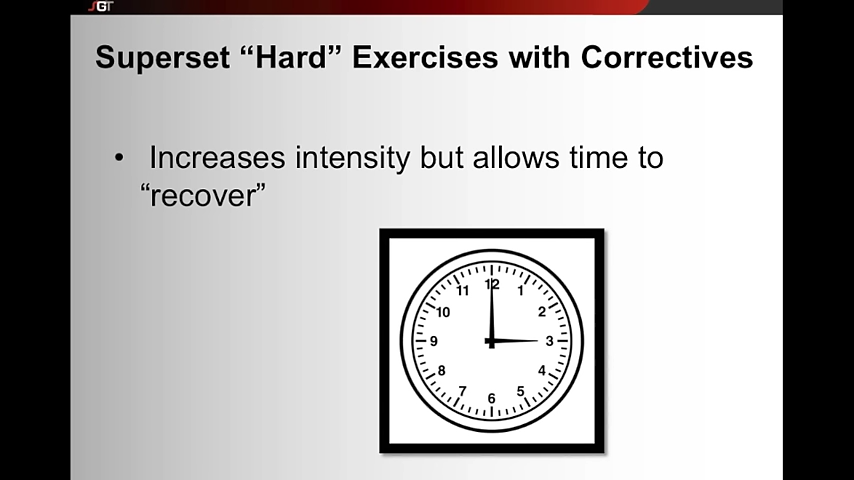 SGT
Superset “Hard” Exercises with Correctives
• Increases intensity but allows time to
“recover”
12
11 1
10 2
9 3
8 4
7 5
6